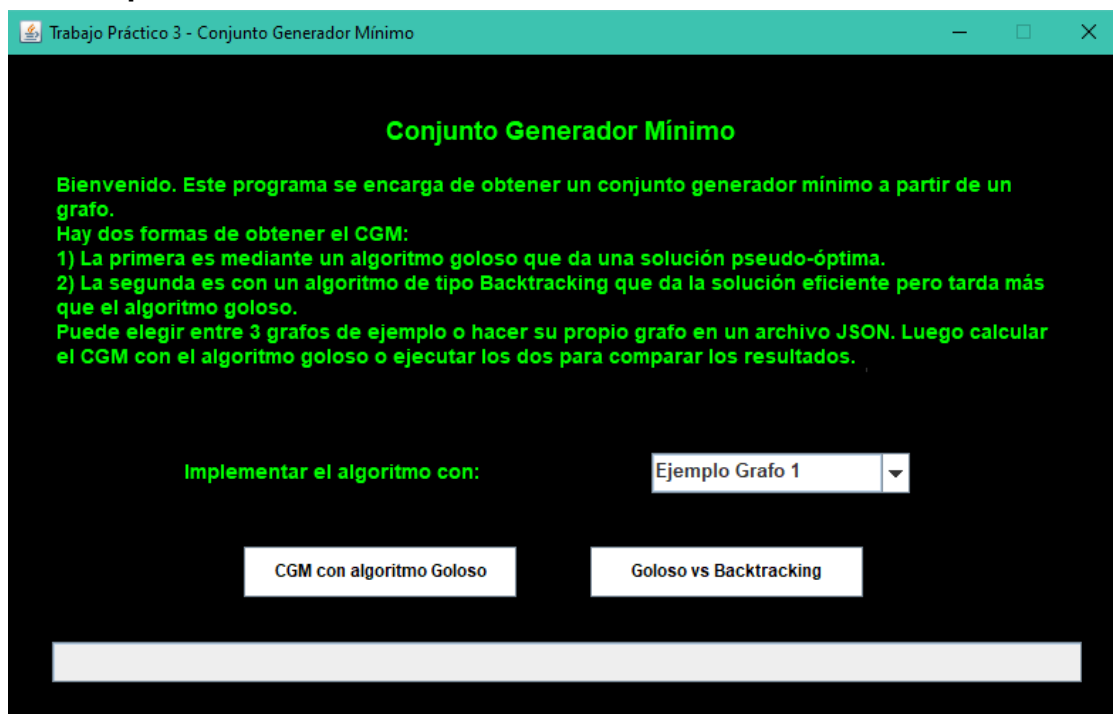 Trabajo Práctico 3 - Conjunto Generador Mínimo
Conjunto Generador Mínimo
Bienvenido. Este programa se encarga de obtener un conjunto generador mínimo a partir de un
grafo.
Hay dos formas de obtener el CGM:
1) La primera es mediante un algoritmo goloso que da una solución pseudo-óptima.
2) La segunda es con un algoritmo de tipo Backtracking que da la solución eficiente pero tarda más
que el algoritmo goloso.
Puede elegir entre 3 grafos de ejemplo o hacer su propio grafo en un archivo JSON. Luego calcular
el CGM con el algoritmo goloso o ejecutar los dos para comparar los resultados.
Implementar el algoritmo con:
Ejemplo Grafo 1
CGM con algoritmo Goloso
Goloso vs Backtracking